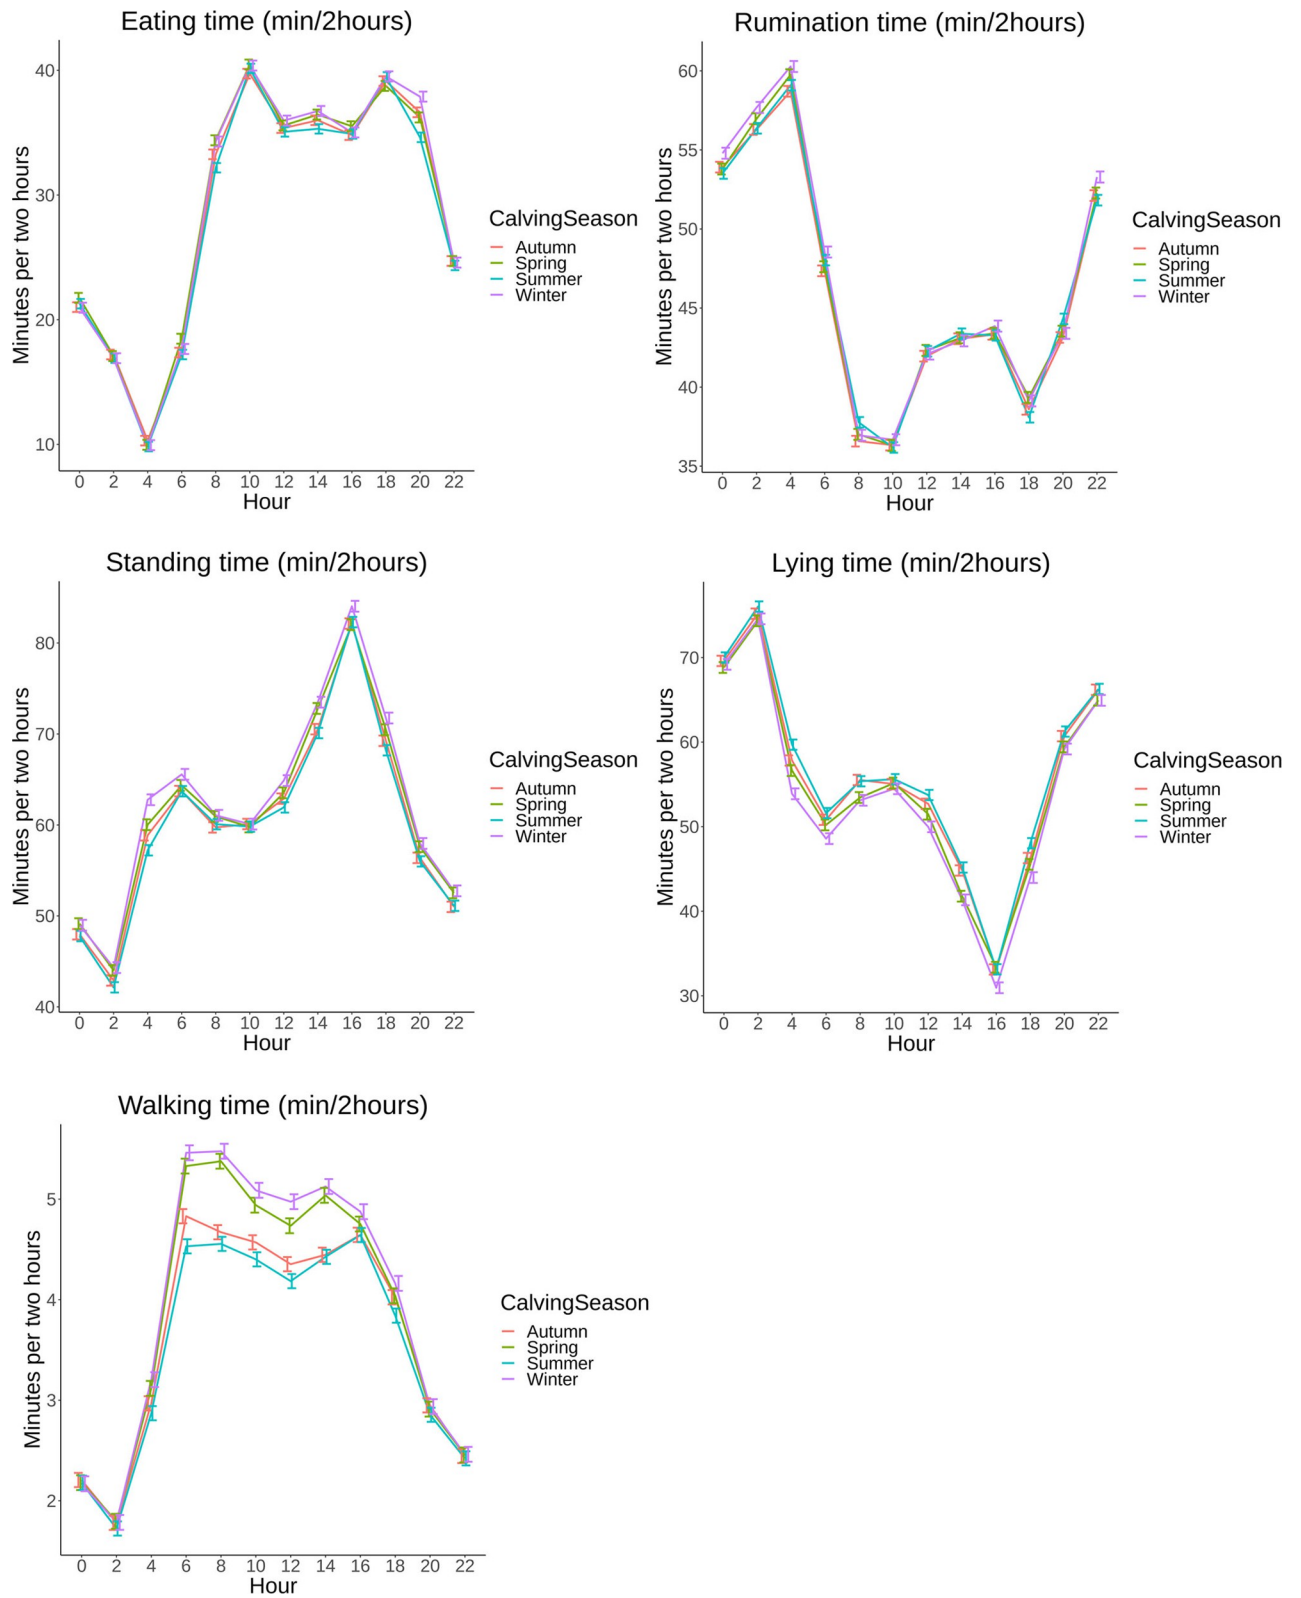 Eating time (min/2hours)
Minutes per two hours
40
30
20
10
0 2 4 6 8 10 12 14 16 18 20 22
Hour
CalvingSeason
Autumn
Spring
Summer
Winter
Rumination time (min/2hours)
Minutes per two hours
60
55
50
45
40
35
0 2 4 6 8 10 12 14 16 18 20 22
Hour
CalvingSeason
Autumn
Spring
Summer
Winter
Standing time (min/2hours)
Minutes per two hours
80
70
60
50
40
0 2 4 6 8 10 12 14 16 18 20 22
Hour
CalvingSeason
Autumn
Spring
Summer
Winter
Lying time (min/2hours)
Minutes per two hours
70
60
50
40
30
0 2 4 6 8 10 12 14 16 18 20 22
Hour
CalvingSeason
Autumn
Spring
Summer
Winter
Walking time (min/2hours)
Minutes per two hours
5
4
3
2
0 2 4 6 8 10 12 14 16 18 20 22
Hour
CalvingSeason
Autumn
Spring
Summer
Winter